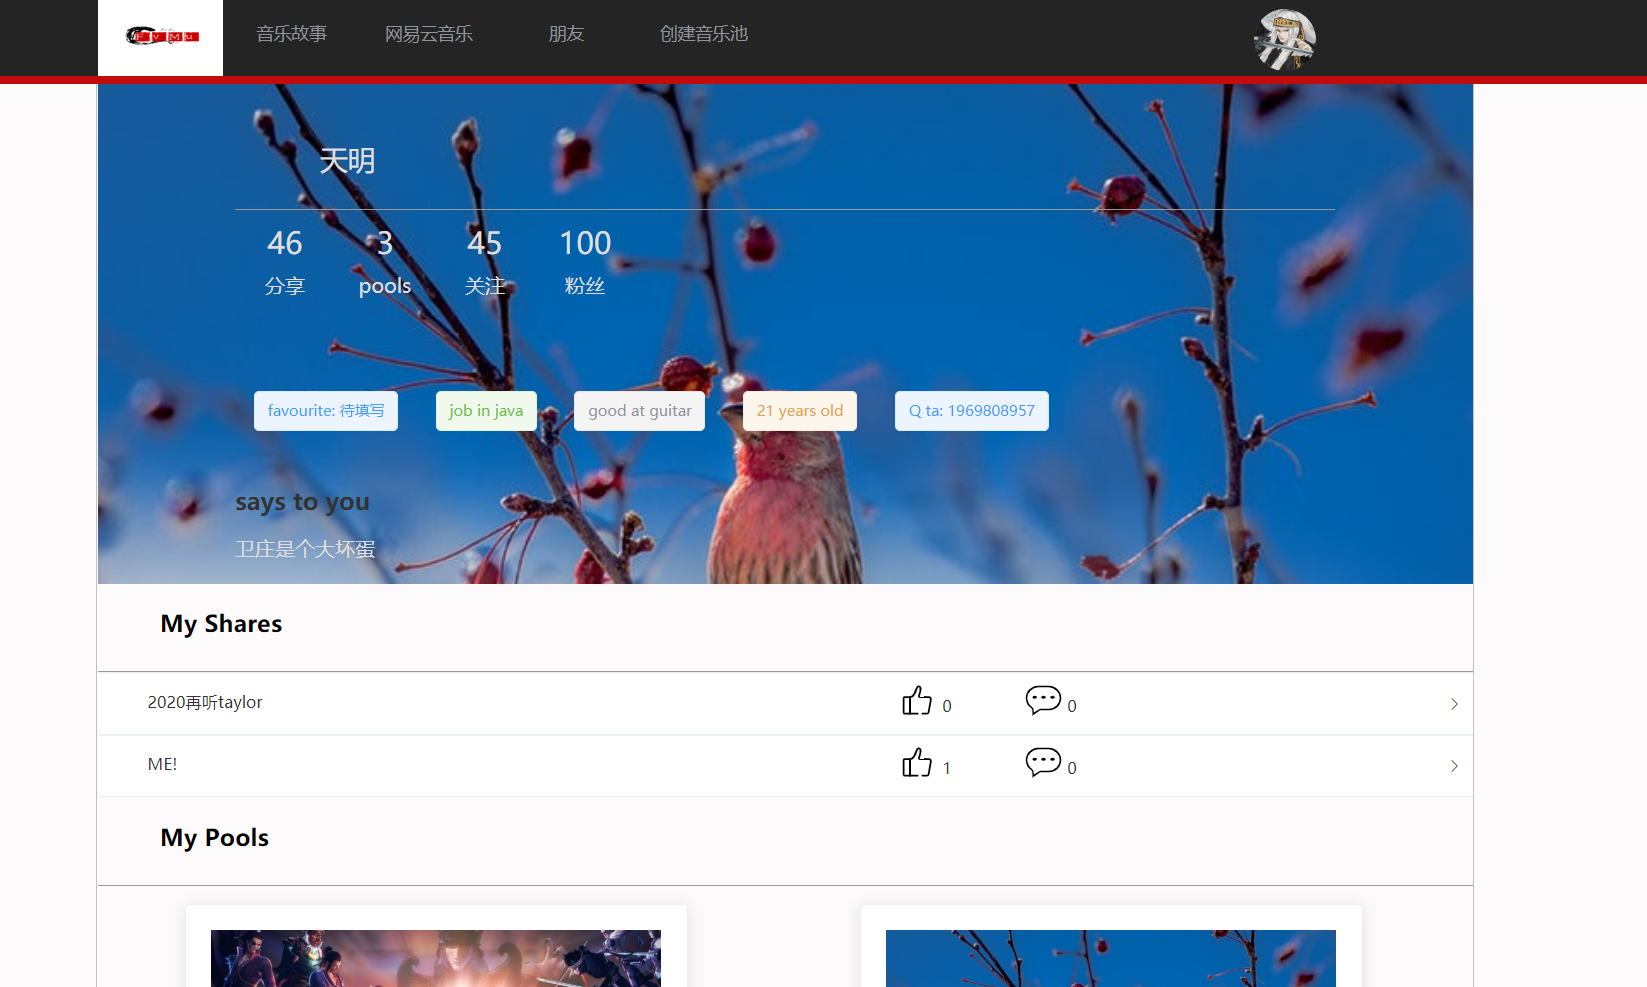 FvMu
音乐故事 网易云音乐 朋友 创建音乐池
天明
46 3 45 100
分享 pools 关注 粉丝
favourite: 待填写 job in java good at guitar 21 years old Q ta: 1969808957
says to you
卫庄是个大坏蛋
My Shares
2020再听taylor 0 0
ME! 1 0
My Pools